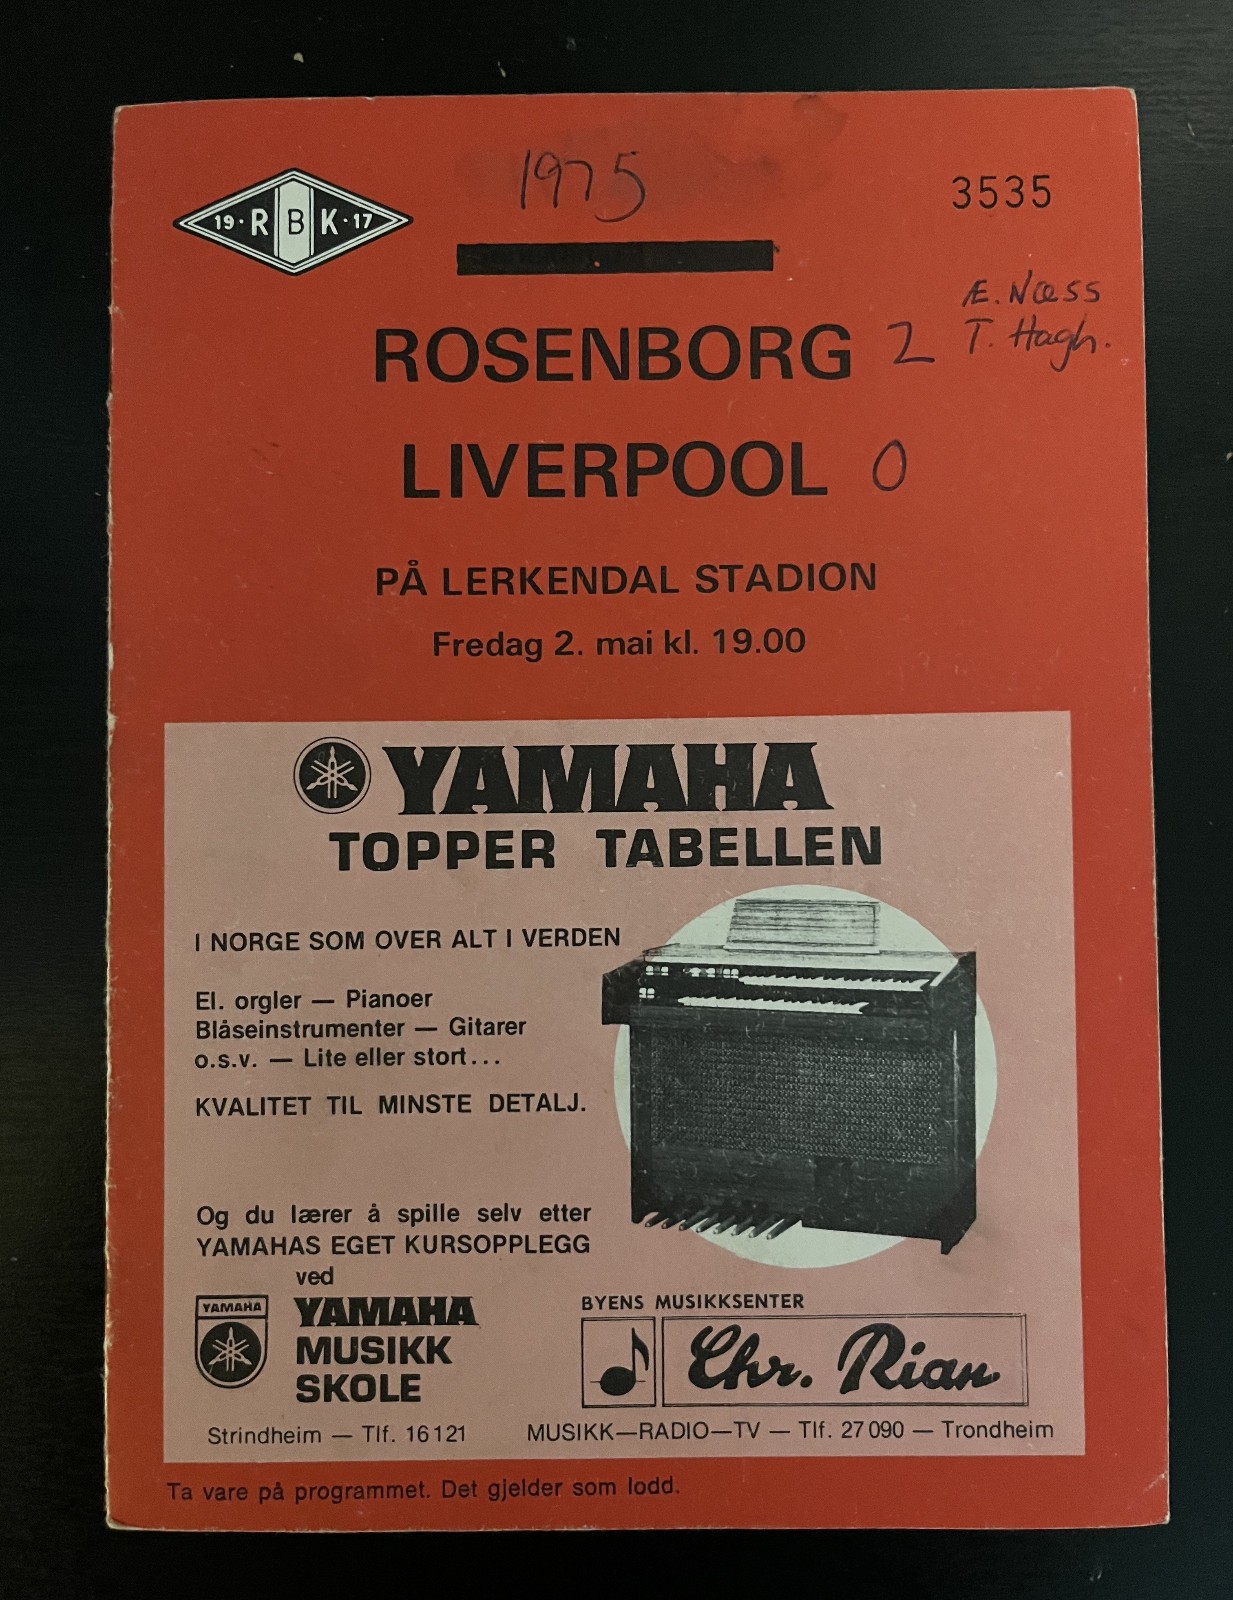 1975
3535
19·RBK·17
Æ. Næss
ROSENBORG 2 T. Hagh.
LIVERPOOL 0
PÅ LERKENDAL STADION
Fredag 2. mai kl. 19.00
YAMAHA
TOPPER TABELLEN
I NORGE SOM OVER ALT I VERDEN
El. orgler — Pianoer
Blåseinstrumenter — Gitarer
o.s.v. — Lite eller stort...
KVALITET TIL MINSTE DETALJ.
Og du lærer å spille selv etter
YAMAHAS EGET KURSOPPLEGG
ved
YAMAHA
YAMAHA
MUSIKK
SKOLE
Strindheim — Tlf. 16121
BYENS MUSIKKSENTER
Chr. Rian
MUSIKK—RADIO—TV — Tlf. 27090 — Trondheim
Ta vare på programmet. Det gjelder som lodd.